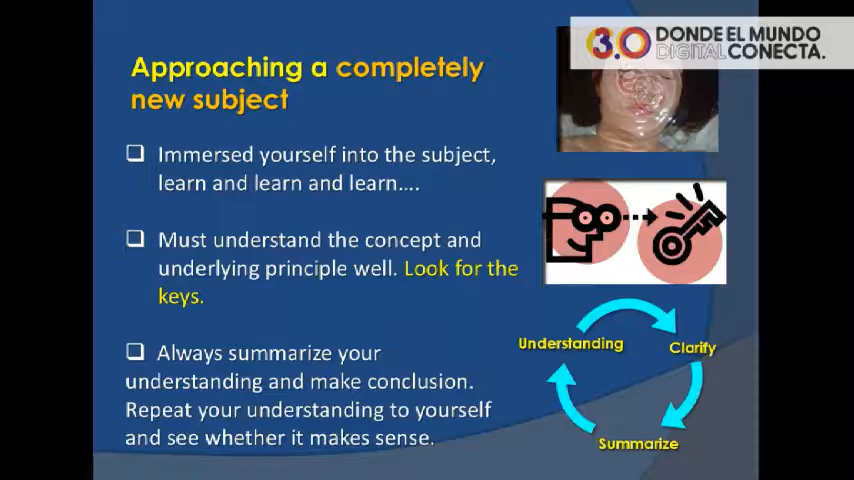 3.0 DONDE EL MUNDO
DIGITAL CONECTA.
Approaching a completely
new subject
Immersed yourself into the subject,
learn and learn and learn....
Must understand the concept and
underlying principle well. Look for the
keys.
Always summarize your
understanding and make conclusion.
Repeat your understanding to yourself
and see whether it makes sense.
Understanding
Clarify
Summarize